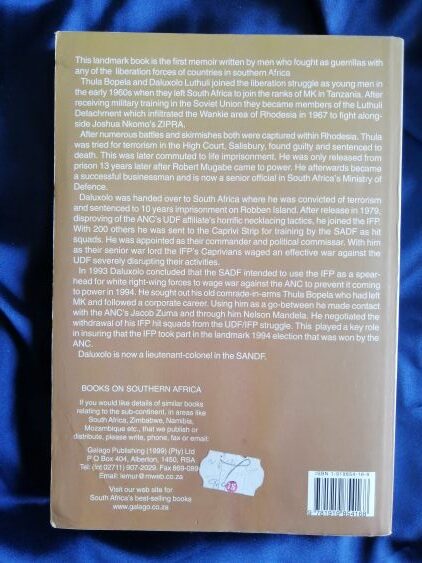 This landmark book is the first memoir written by men who fought as guerrillas with
any of the liberation forces of countries in southern Africa
Thula Bopela and Daluxolo Luthuli joined the liberation struggle as young men in
the early 1960s when they left South Africa to join the ranks of MK in Tanzania. After
receiving military training in the Soviet Union they became members of the Luthuli
Detachment which infiltrated the Wankie area of Rhodesia in 1967 to fight along-
side Joshua Nkomo's ZIPRA.
After numerous battles and skirmishes both were captured within Rhodesia. Thula
was tried for terrorism in the High Court, Salisbury, found guilty and sentenced to
death. This was later commuted to life imprisonment. He was only released from
prison 13 years later after Robert Mugabe came to power. He afterwards became
a successful businessman and is now a senior official in South Africa's Ministry of
Defence.
Daluxolo was handed over to South Africa where he was convicted of terrorism
and sentenced to 10 years imprisonment on Robben Island. After release in 1979,
disproving of the ANC's UDF affiliate's horrific necklacing tactics, he joined the IFP.
With 200 others he was sent to the Caprivi Strip for training by the SADF as hit
squads. He was appointed as their commander and political commissar. With him
as their senior war lord the IFP's Caprivians waged an effective war against the
UDF severely disrupting their activities.
In 1993 Daluxolo concluded that the SADF intended to use the IFP as a spear-
head for white right-wing forces to wage war against the ANC to prevent it coming
to power in 1994. He sought out his old comrade-in-arms Thula Bopela who had left
MK and followed a corporate career. Using him as a go-between he made contact
with the ANC's Jacob Zuma and through him Nelson Mandela. He negotiated the
withdrawal of his IFP hit squads from the UDF/IFP struggle. This played a key role
in insuring that the IFP took part in the landmark 1994 election that was won by the
ANC.
Daluxolo is now a lieutenant-colonel in the SANDF.
BOOKS ON SOUTHERN AFRICA
If you would like details of similar books
relating to the sub-continent, in areas like
South Africa, Zimbabwe, Namibia,
Mozambique etc., that we publish or
distribute, please write, phone, fax or email:
Galago Publishing (1999) (Pty) Ltd
P O Box 404, Alberton, 1450, RSA
Tel: (Int 02711) 907-2029. Fax 869-089
Email: lemur@mweb.co.za
Visit our web site for
South Africa's best-selling books
www.galago.co.za